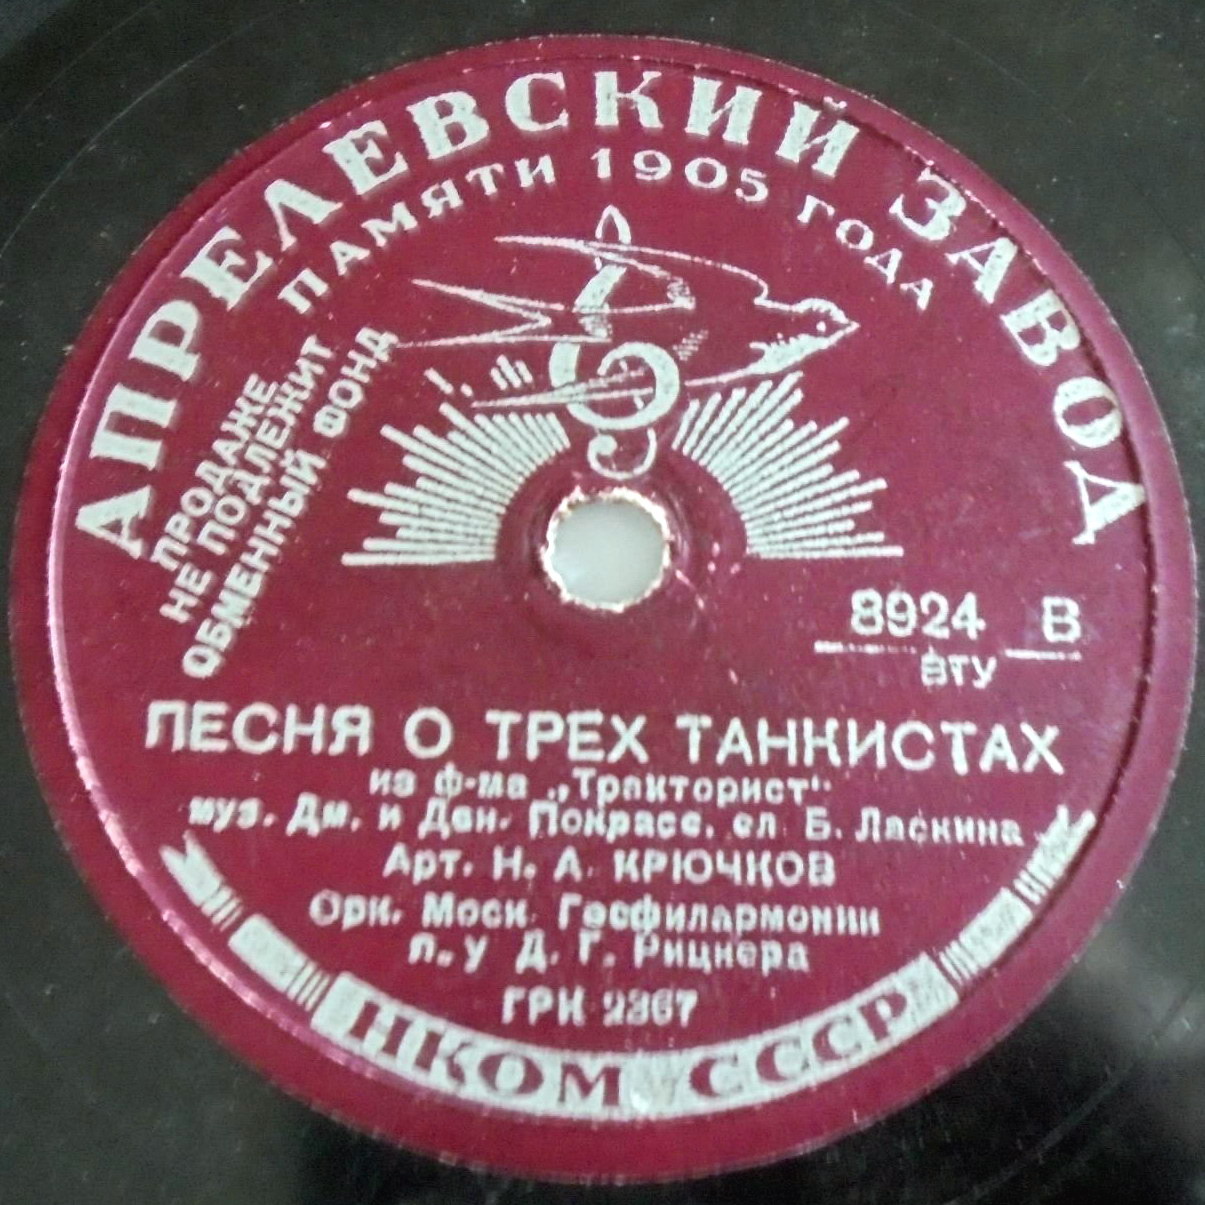 АПРЕЛЕВСКИЙ ЗАВОД
ПАМЯТИ 1905 ГОДА
ПРОДАЖЕ
НЕ ПОДЛЕЖИТ
ОБМЕННЫЙ ФОНД
8924 В
ВТУ
ПЕСНЯ О ТРЕХ ТАНКИСТАХ
из ф-ма „Тракторист"
муз. Дм. и Дан. Покрасс, сл. Б. Ласкина
Арт. Н. А. КРЮЧКОВ
Орк. Моск. Госфилармонии
п. у Д. Г. Рицнера
ГРК 2367
НКОМ СССР